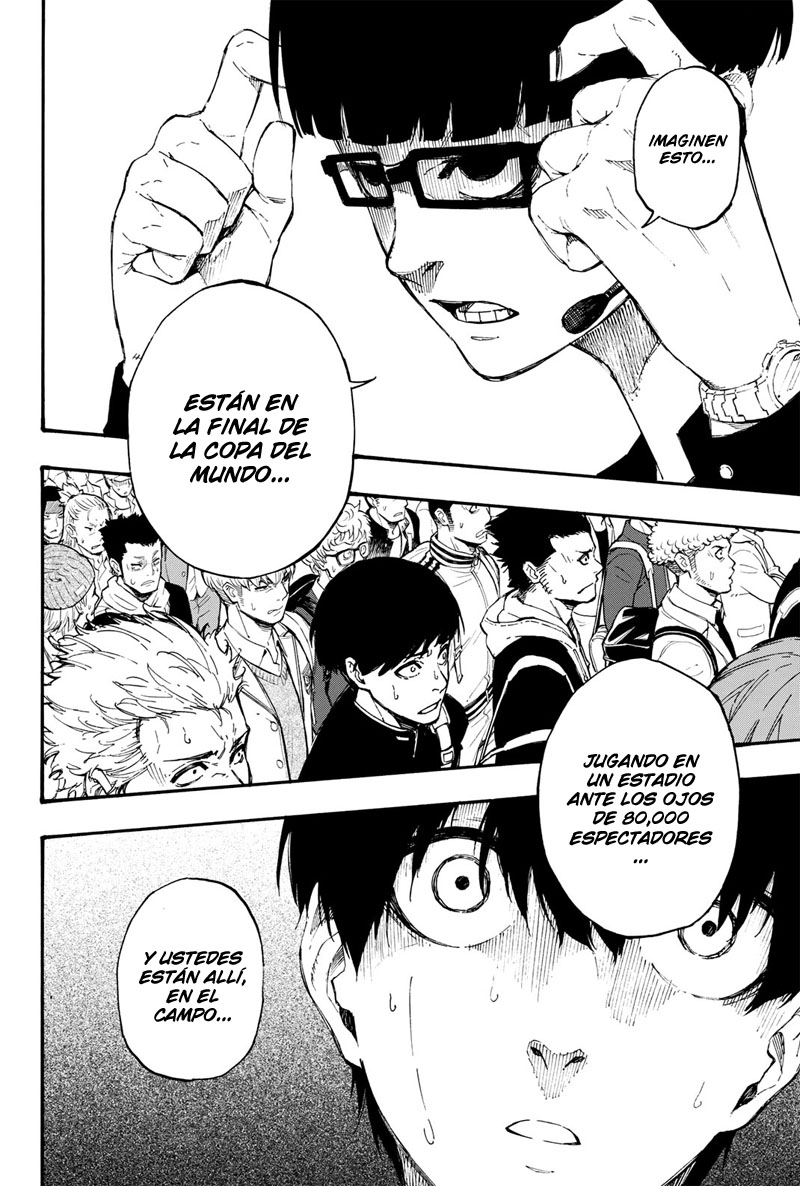 IMAGINEN
ESTO...
ESTÁN EN
LA FINAL DE
LA COPA DEL
MUNDO...
JUGANDO EN
UN ESTADIO
ANTE LOS OJOS
DE 80,000
ESPECTADORES
...
Y USTEDES
ESTÁN ALLÍ,
EN EL
CAMPO...